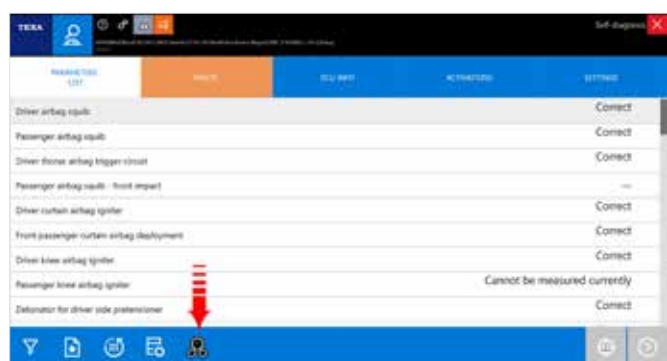 TEXA
Self-diagnosis
PARAMETERS
LIST
FAULTS
ECU INFO
ACTIVATIONS
SETTINGS
Driver airbag squib Correct
Passenger airbag squib Correct
Driver thorax airbag trigger circuit Correct
Passenger airbag squib - front impact ---
Driver curtain airbag igniter Correct
Front passenger curtain airbag deployment Correct
Driver knee airbag igniter Correct
Passenger knee airbag igniter Cannot be measured currently
Detonator for driver side pretensioner Correct